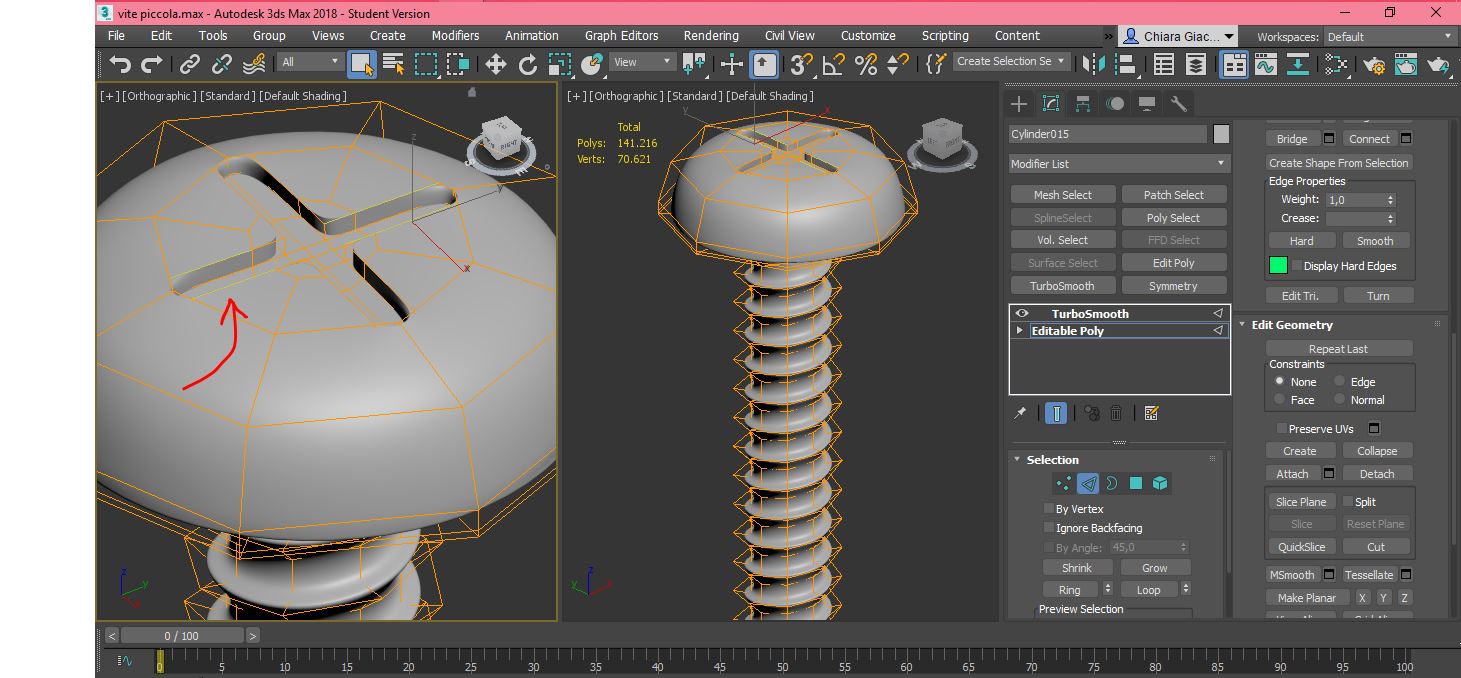 vite piccola.max - Autodesk 3ds Max 2018 - Student Version
File Edit Tools Group Views Create Modifiers Animation Graph Editors Rendering Civil View Customize Scripting Content » Chiara Giac... Workspaces: Default
All View 3 Create Selection Se
[+] [Orthographic ] [Standard ] [Default Shading ]
[+] [Orthographic ] [Standard ] [Default Shading ]
Total
Polys: 141.216
Verts: 70.621
RIGHT
FRONT
z
y
x
y
x
z
y
x
z
y
x
Cylinder015
Modifier List
Mesh Select Patch Select
SplineSelect Poly Select
Vol. Select FFD Select
Surface Select Edit Poly
TurboSmooth Symmetry
TurboSmooth
Editable Poly
Selection
By Vertex
Ignore Backfacing
By Angle: 45,0
Shrink Grow
Ring Loop
Preview Selection
Bridge Connect
Create Shape From Selection
Edge Properties
Weight: 1,0
Crease:
Hard Smooth
Display Hard Edges
Edit Tri. Turn
Edit Geometry
Repeat Last
Constraints
None Edge
Face Normal
Preserve UVs
Create Collapse
Attach Detach
Slice Plane Split
Slice Reset Plane
QuickSlice Cut
MSmooth Tessellate
Make Planar X Y Z
< 0 / 100 >
0 5 10 15 20 25 30 35 40 45 50 55 60 65 70 75 80 85 90 95 100